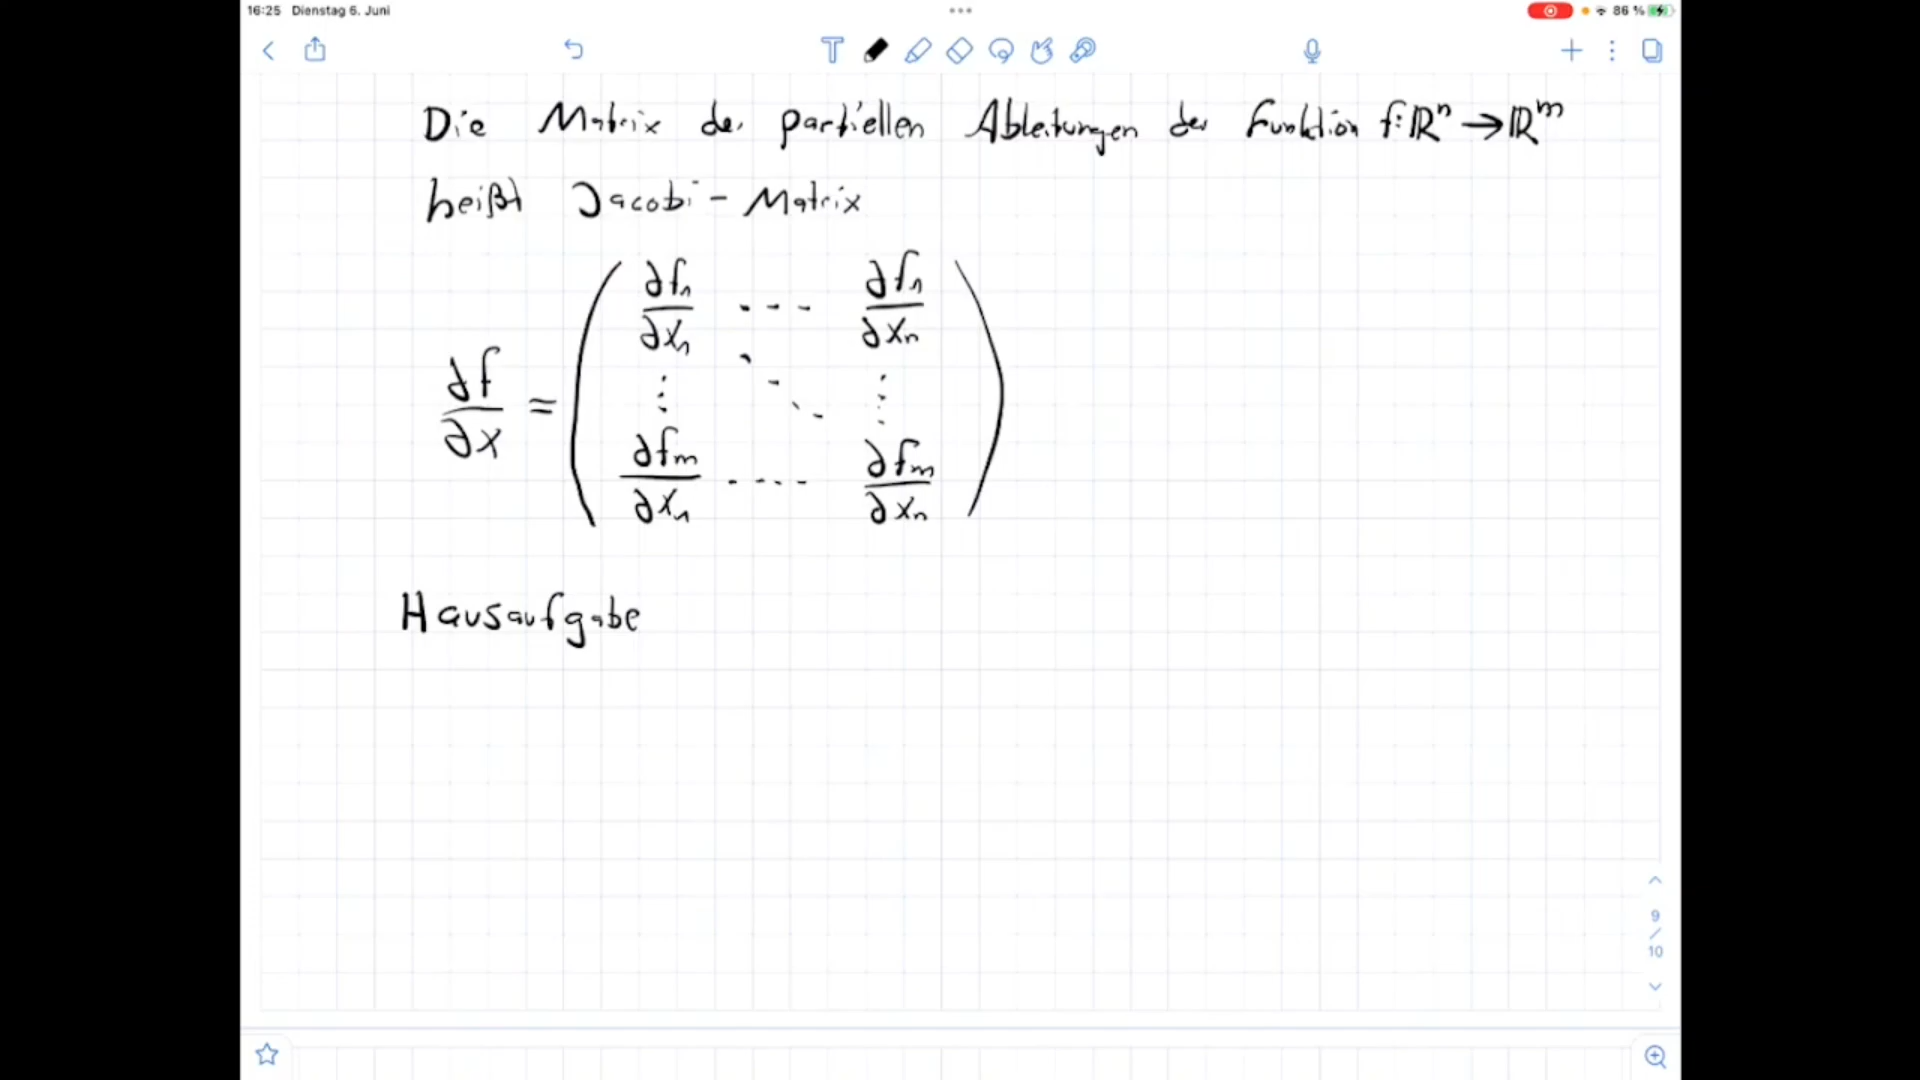 16:25 Dienstag 6. Juni
86 %
Die Matrix der partiellen Ableitungen der Funktion f: ℝⁿ → ℝᵐ
heißt Jacobi - Matrix
∂f/∂x = ( ∂f₁/∂x₁ --- ∂f₁/∂xₙ
⋮ ⋱ ⋮
∂fₘ/∂x₁ ---- ∂fₘ/∂xₙ )
Hausaufgabe
9
/
10